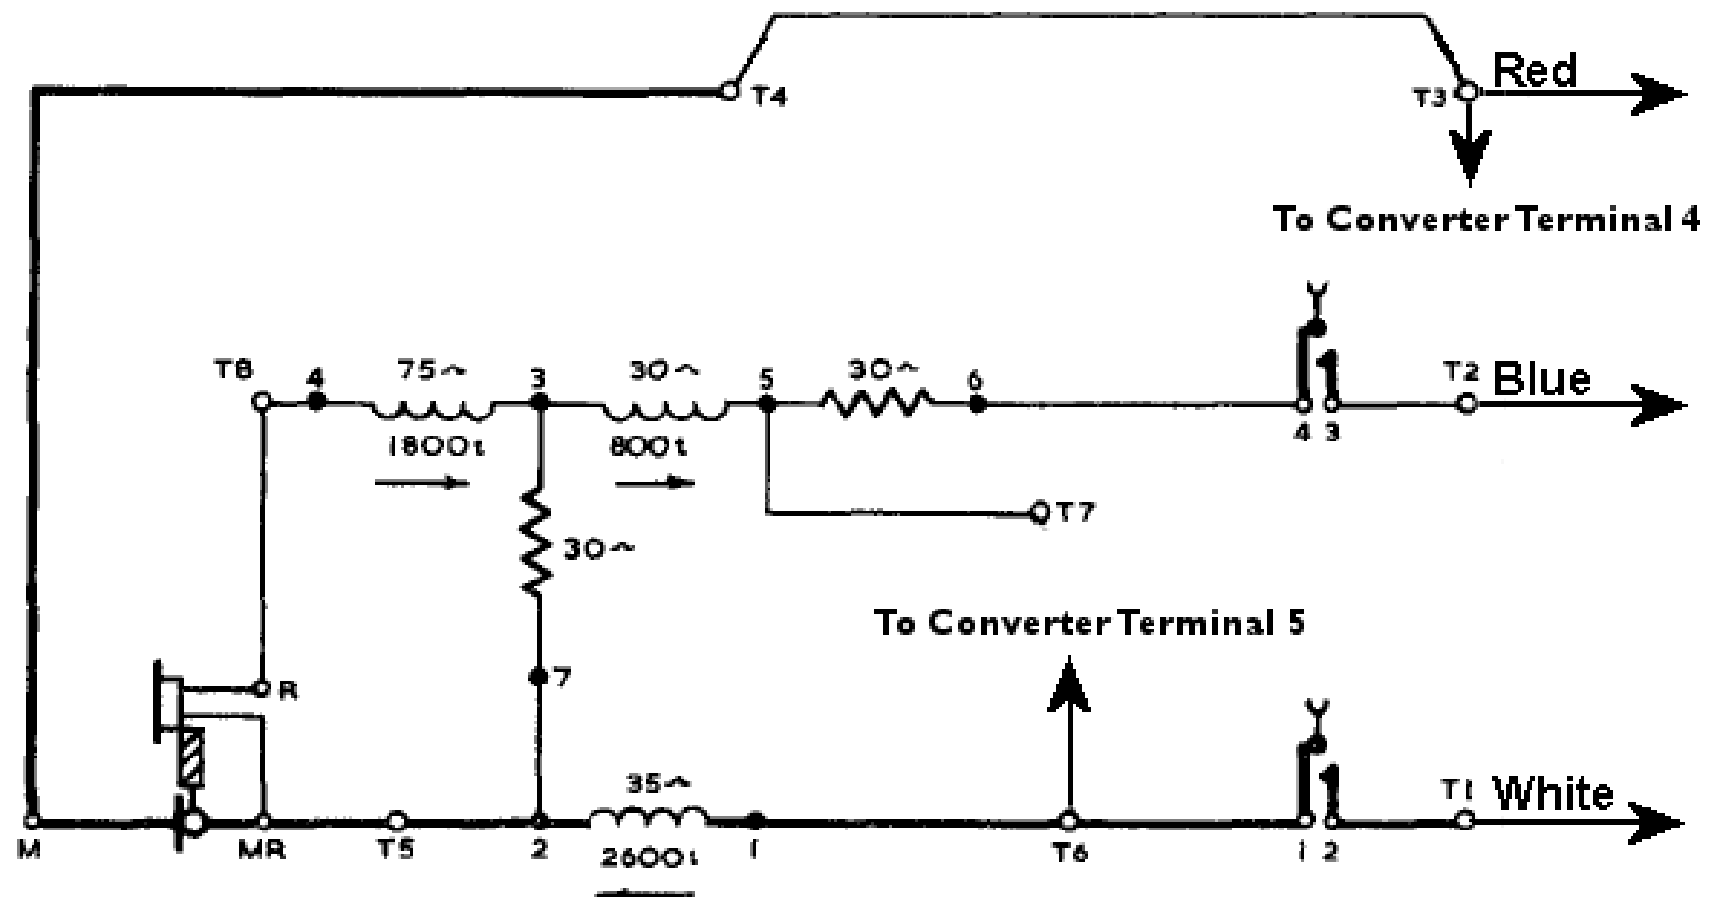 T4
T3 Red
To Converter Terminal 4
T8 4 75~ 3 30~ 5 30~ 6 T2 Blue
1800t 800t 4 3
T7
30~
To Converter Terminal 5
7
R
35~ T1 White
M MR T5 2 2600t 1 T6 1 2